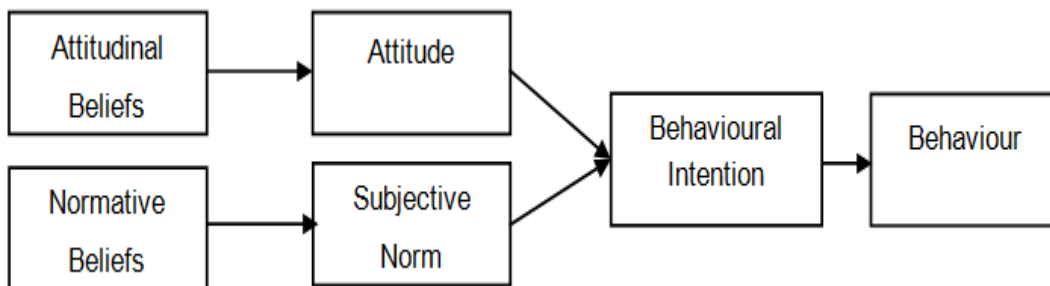 Attitudinal
Beliefs
Attitude
Normative
Beliefs
Subjective
Norm
Behavioural
Intention
Behaviour